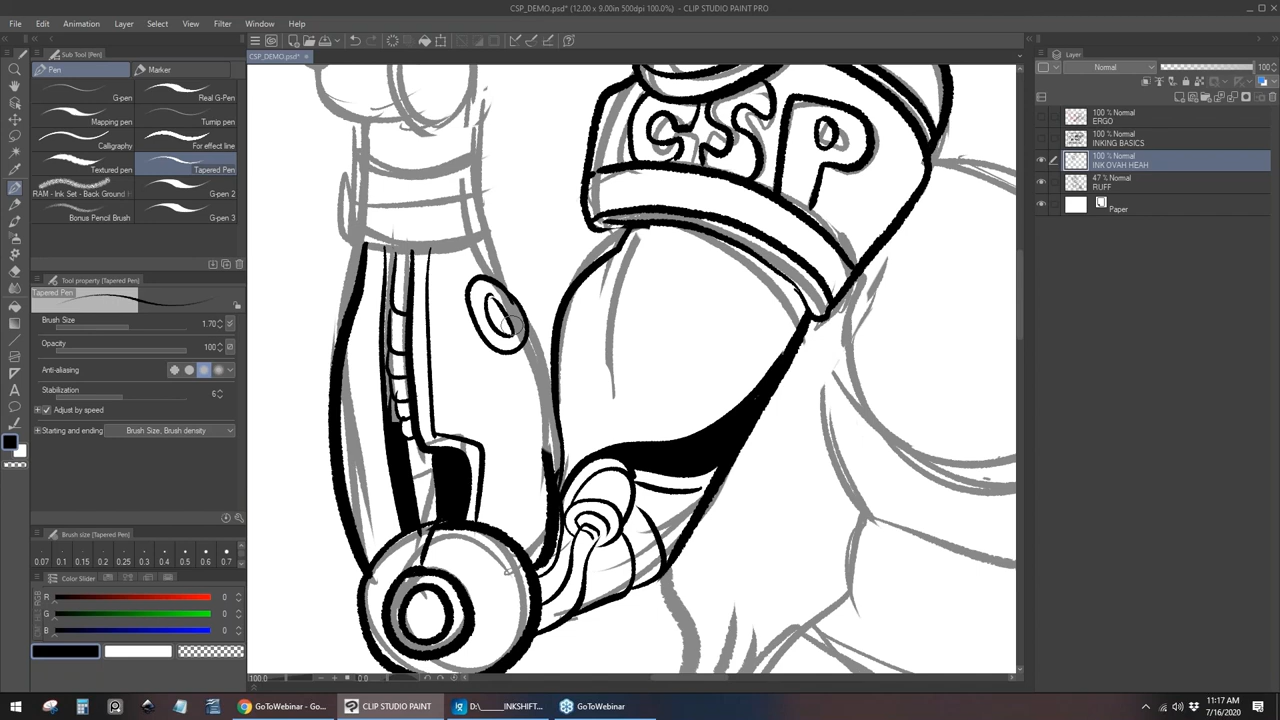 CSP_DEMO.psd* (12.00 x 9.00in 500dpi 100.0%) - CLIP STUDIO PAINT PRO
File Edit Animation Layer Select View Filter Window Help
Sub Tool [Pen]
CSP_DEMO.psd*
Layer
Pen Marker
Normal 100
G-pen Real G-Pen
Mapping pen Turnip pen
Calligraphy For effect line
Textured pen Tapered Pen
RAM - Ink Set - Back Ground G-pen 2
Bonus Pencil Brush G-pen 3
100 % Normal
ERGO
100 % Normal
INKING BASICS
100 % Normal
INK OVAH HEAH
47 % Normal
RUFF
Paper
CSP
Tool property [Tapered Pen]
Tapered Pen
Brush Size 1.70
Opacity 100
Anti-aliasing
Stabilization 6
Adjust by speed
Starting and ending Brush Size, Brush density
Brush size [Tapered Pen]
0.07 0.1 0.15 0.2 0.25 0.3 0.4 0.5 0.6 0.7
Color Slider
R 0
G 0
B 0
100.0 0.0
GoToWebinar - Go...
CLIP STUDIO PAINT
D:\_____INKSHIFT...
GoToWebinar
11:17 AM
7/16/2020